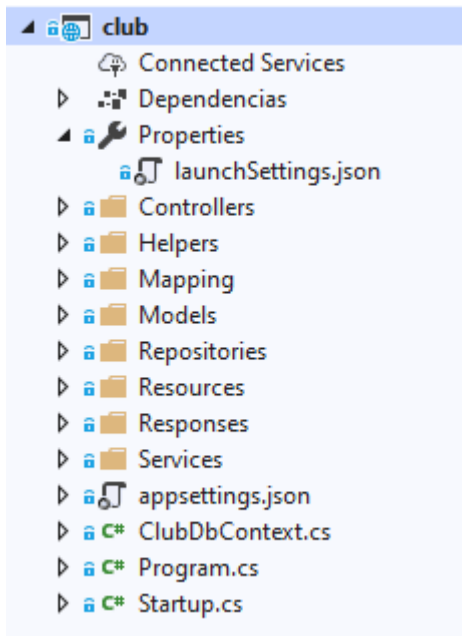 club
Connected Services
Dependencias
Properties
launchSettings.json
Controllers
Helpers
Mapping
Models
Repositories
Resources
Responses
Services
appsettings.json
C# ClubDbContext.cs
C# Program.cs
C# Startup.cs